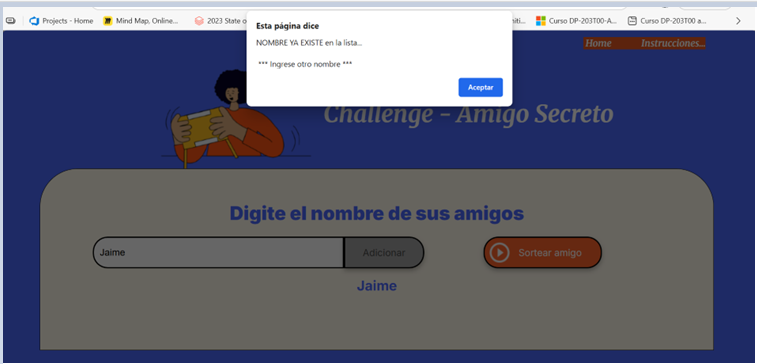 Projects - Home
Mind Map, Online...
2023 State o
Curso DP-203T00-A...
Curso DP-203T00 a...
Esta página dice
NOMBRE YA EXISTE en la lista...
*** Ingrese otro nombre ***
Aceptar
Home Instrucciones...
Challenge - Amigo Secreto
Digite el nombre de sus amigos
Jaime
Adicionar
Sortear amigo
Jaime